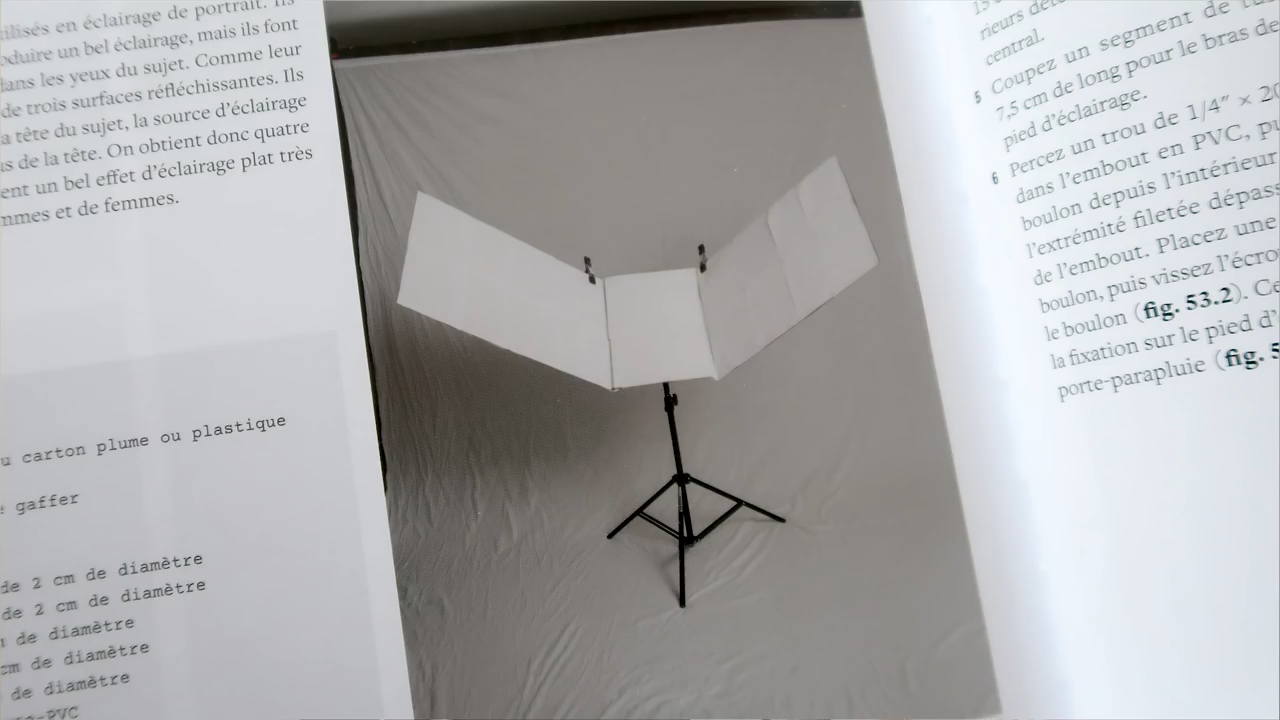 utilisés en éclairage de portrait. Ils
oduire un bel éclairage, mais ils font
dans les yeux du sujet. Comme leur
de trois surfaces réfléchissantes. Ils
a tête du sujet, la source d'éclairage
us de la tête. On obtient donc quatre
ent un bel effet d'éclairage plat très
mmes et de femmes.
u carton plume ou plastique
gaffer
de 2 cm de diamètre
de 2 cm de diamètre
de diamètre
cm de diamètre
de diamètre
PVC
central.
5 Coupez un segment de
7,5 cm de long pour le bras de
pied d'éclairage.
6 Percez un trou de 1/4″ × 20
dans l'embout en PVC,
boulon depuis l'intérieur
l'extrémité filetée dépass
de l'embout. Placez une
boulon, puis vissez l'écro
le boulon (fig. 53.2). Ce
la fixation sur le pied d'
porte-parapluie (fig. 5